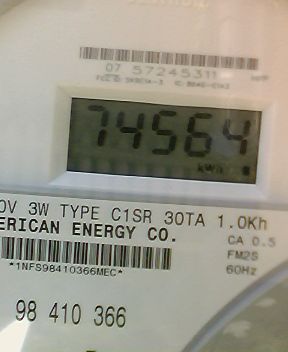 07 57245311
74564
kWh
0V 3W TYPE C1SR 30TA 1.0Kh
ERICAN ENERGY CO.
CA 0.5
FM2S
60Hz
*1NFS98410366MEC*
98 410 366